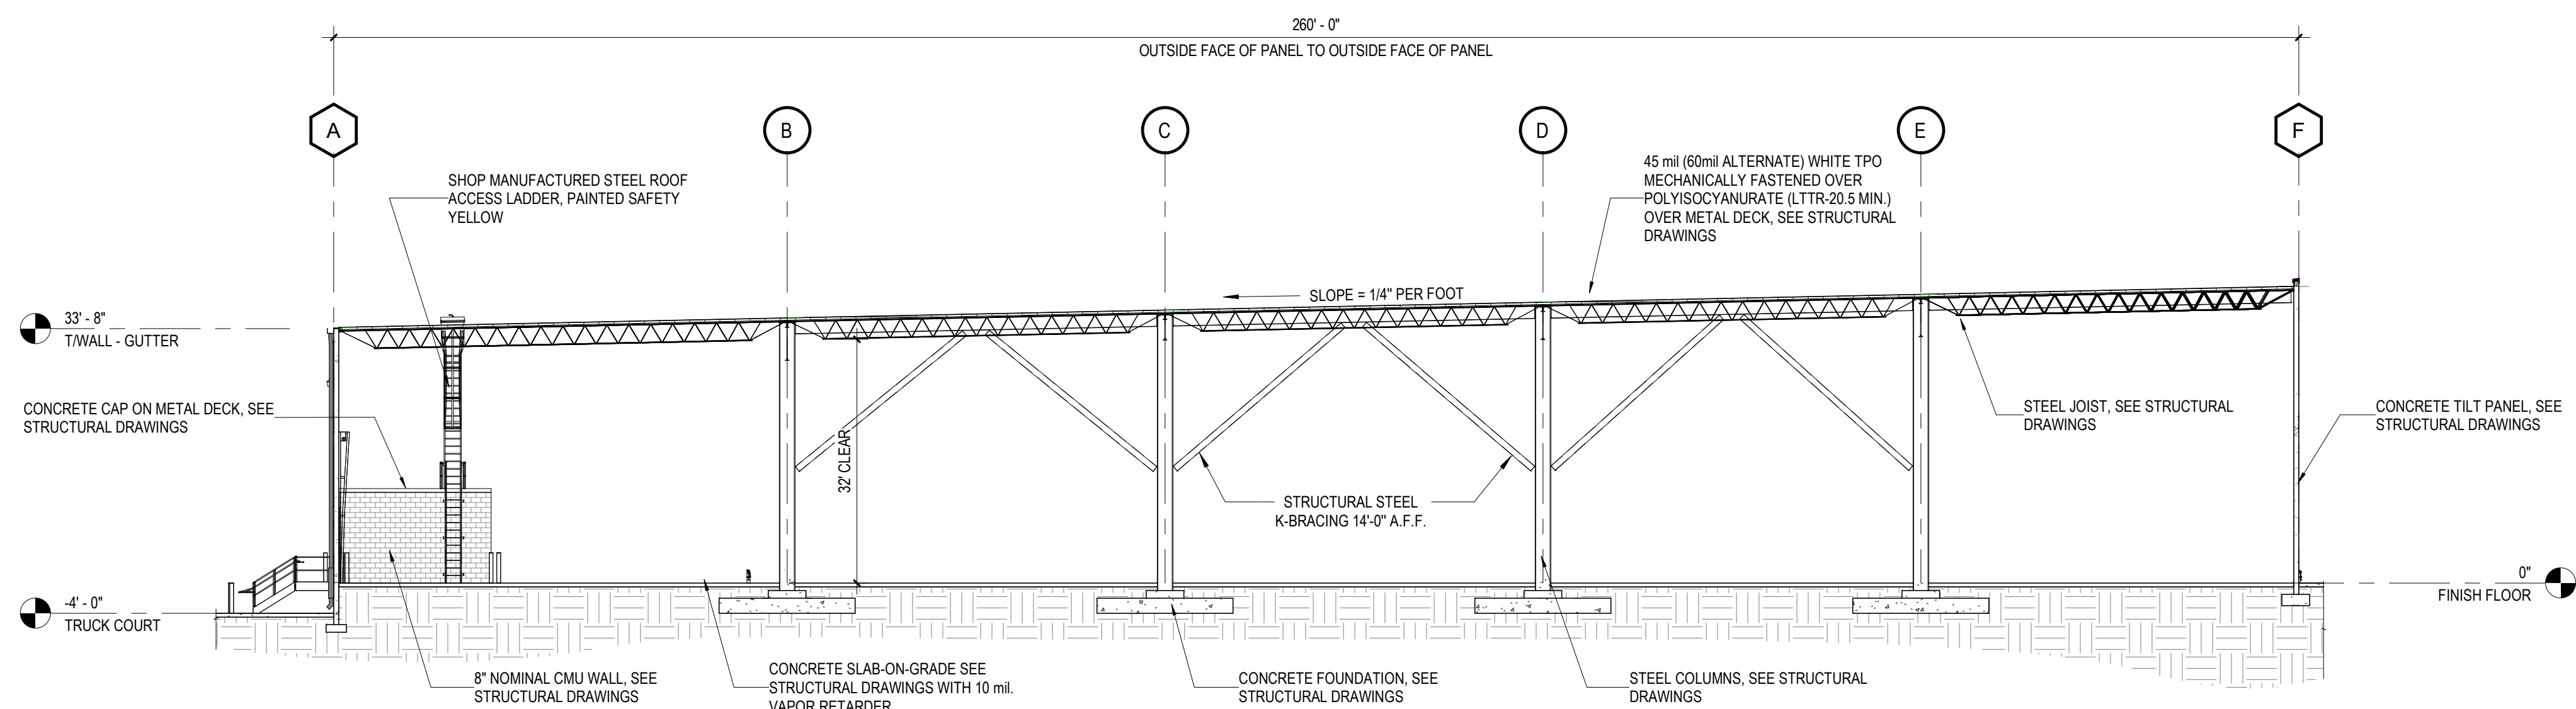 260' - 0"
OUTSIDE FACE OF PANEL TO OUTSIDE FACE OF PANEL
A
B
C
D
E
F
SHOP MANUFACTURED STEEL ROOF
ACCESS LADDER, PAINTED SAFETY
YELLOW
45 mil (60mil ALTERNATE) WHITE TPO
MECHANICALLY FASTENED OVER
POLYISOCYANURATE (LTTR-20.5 MIN.)
OVER METAL DECK, SEE STRUCTURAL
DRAWINGS
SLOPE = 1/4" PER FOOT
33' - 8"
T/WALL - GUTTER
CONCRETE CAP ON METAL DECK, SEE
STRUCTURAL DRAWINGS
32' CLEAR
STEEL JOIST, SEE STRUCTURAL
DRAWINGS
CONCRETE TILT PANEL, SEE
STRUCTURAL DRAWINGS
STRUCTURAL STEEL
K-BRACING 14'-0" A.F.F.
0"
FINISH FLOOR
-4' - 0"
TRUCK COURT
8" NOMINAL CMU WALL, SEE
STRUCTURAL DRAWINGS
CONCRETE SLAB-ON-GRADE SEE
STRUCTURAL DRAWINGS WITH 10 mil.
VAPOR RETARDER
CONCRETE FOUNDATION, SEE
STRUCTURAL DRAWINGS
STEEL COLUMNS, SEE STRUCTURAL
DRAWINGS